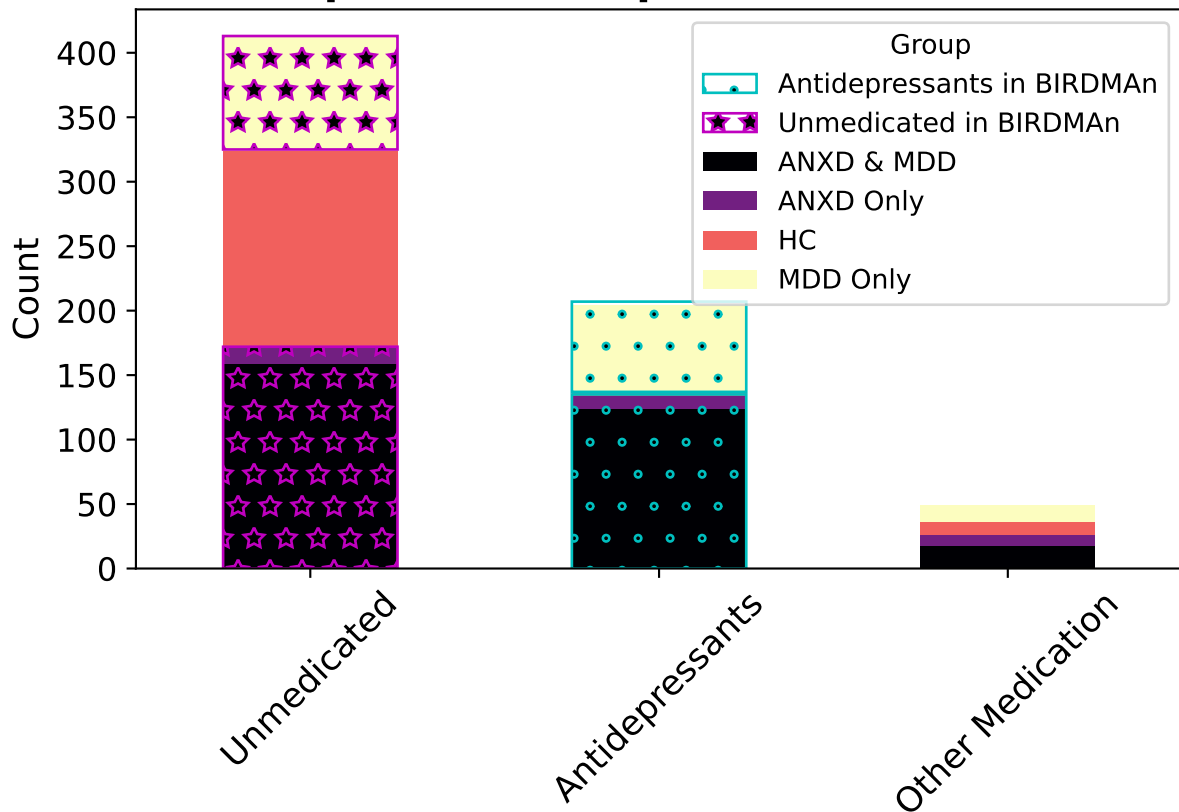 400
350
300
250
200
150
100
50
0
Count
Group
Antidepressants in BIRDMAn
Unmedicated in BIRDMAn
ANXD & MDD
ANXD Only
HC
MDD Only
Unmedicated
Antidepressants
Other Medication